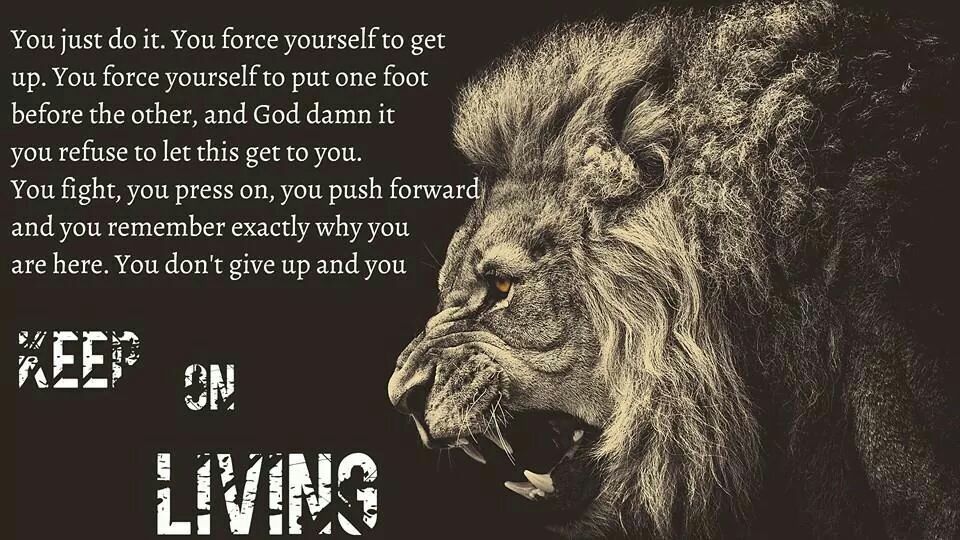 You just do it. You force yourself to get
up. You force yourself to put one foot
before the other, and God damn it
you refuse to let this get to you.
You fight, you press on, you push forward
and you remember exactly why you
are here. You don't give up and you
KEEP
ON
LIVING